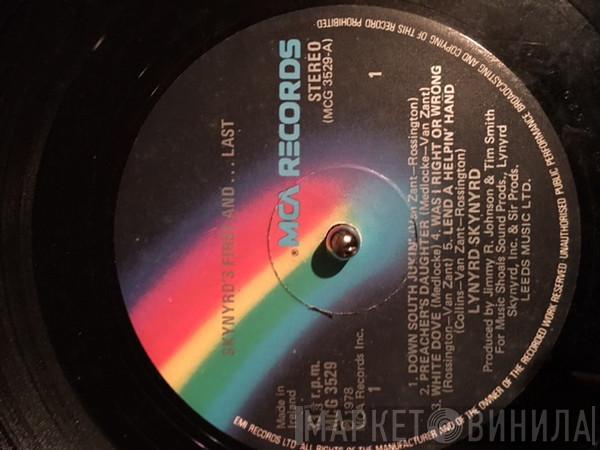 SKYNYRD'S FIRST AND... LAST
MCA RECORDS
STEREO
(MCG 3529-A)
1
Made in
Ireland
r.p.m.
3529
1978
Records Inc.
1
1. DOWN SOUTH JUKIN' (Van Zant-Rossington)
2. PREACHER'S DAUGHTER (Medlocke-Van Zant)
3. WHITE DOVE (Medlocke) 4. WAS I RIGHT OR WRONG
(Rossington-Van Zant) 5. LEND A HELPIN' HAND
(Collins-Van Zant-Rossington)
LYNYRD SKYNYRD
Produced by Jimmy R. Johnson & Tim Smith
For Music Shoals Sound Prods., Lynyrd
Skynyrd, Inc. & Sir Prods.
LEEDS MUSIC LTD.
EMI RECORDS LTD. ALL RIGHTS OF THE MANUFACTURER AND OF THE OWNER OF THE RECORDED WORK RESERVED UNAUTHORISED PUBLIC PERFORMANCE BROADCASTING AND COPYING OF THIS RECORD PROHIBITED
МАРКЕТ ВИНИЛА